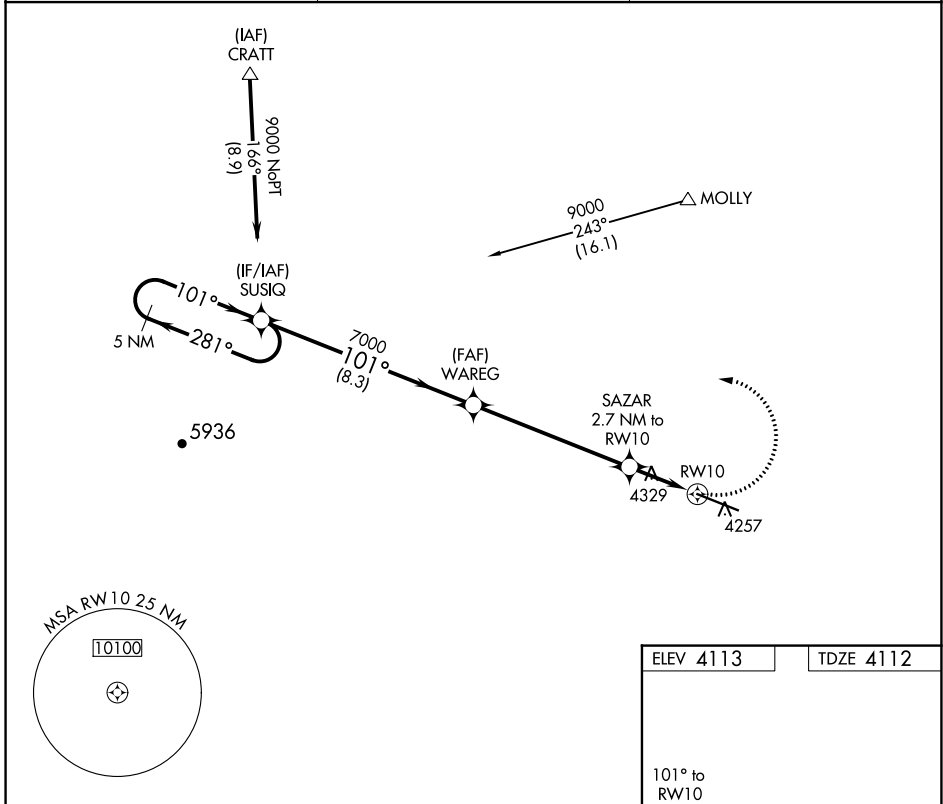 (IAF)
CRATT
9000 NoPT
166°
(8.9)
9000
243°
(16.1)
MOLLY
(IF/IAF)
SUSIQ
101°
281°
5 NM
7000
101°
(8.3)
(FAF)
WAREG
SAZAR
2.7 NM to
RW10
RW10
4329
4257
5936
MSA RW10 25 NM
10100
ELEV 4113
TDZE 4112
101° to
RW10